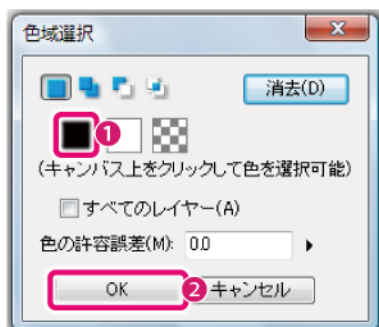 色域選択
消去(D)
1
(キャンバス上をクリックして色を選択可能)
すべてのレイヤー(A)
色の許容誤差(M): 0.0
OK 2 キャンセル